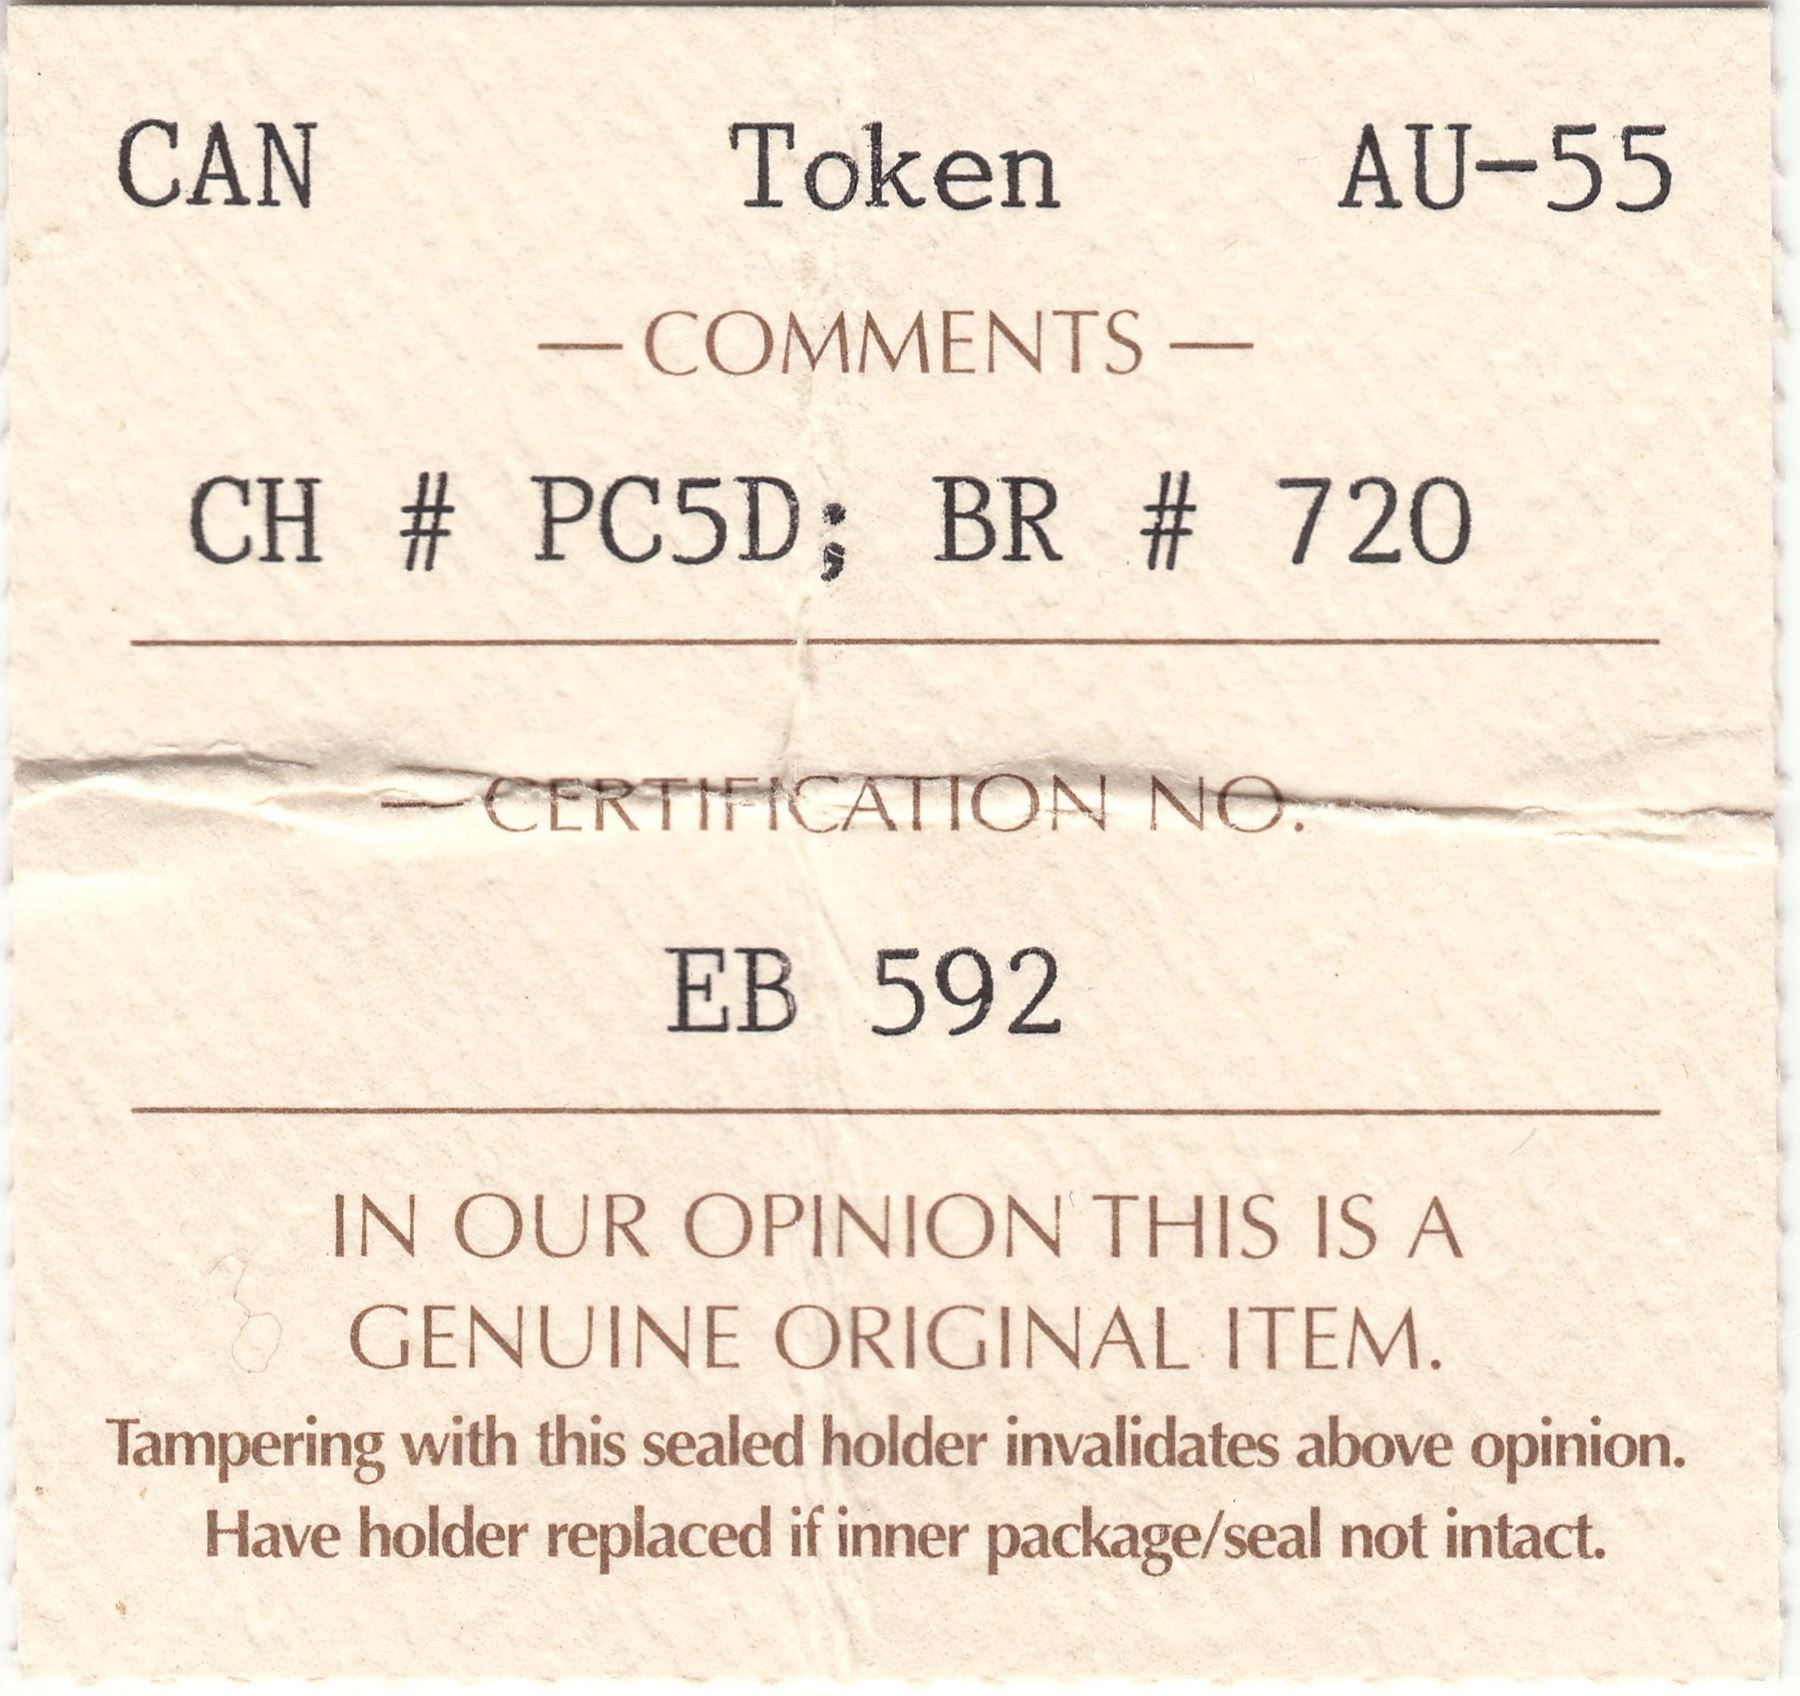 CAN Token AU-55
— COMMENTS —
CH # PC5D; BR # 720
— CERTIFICATION NO.
EB 592
IN OUR OPINION THIS IS A
GENUINE ORIGINAL ITEM.
Tampering with this sealed holder invalidates above opinion.
Have holder replaced if inner package/seal not intact.